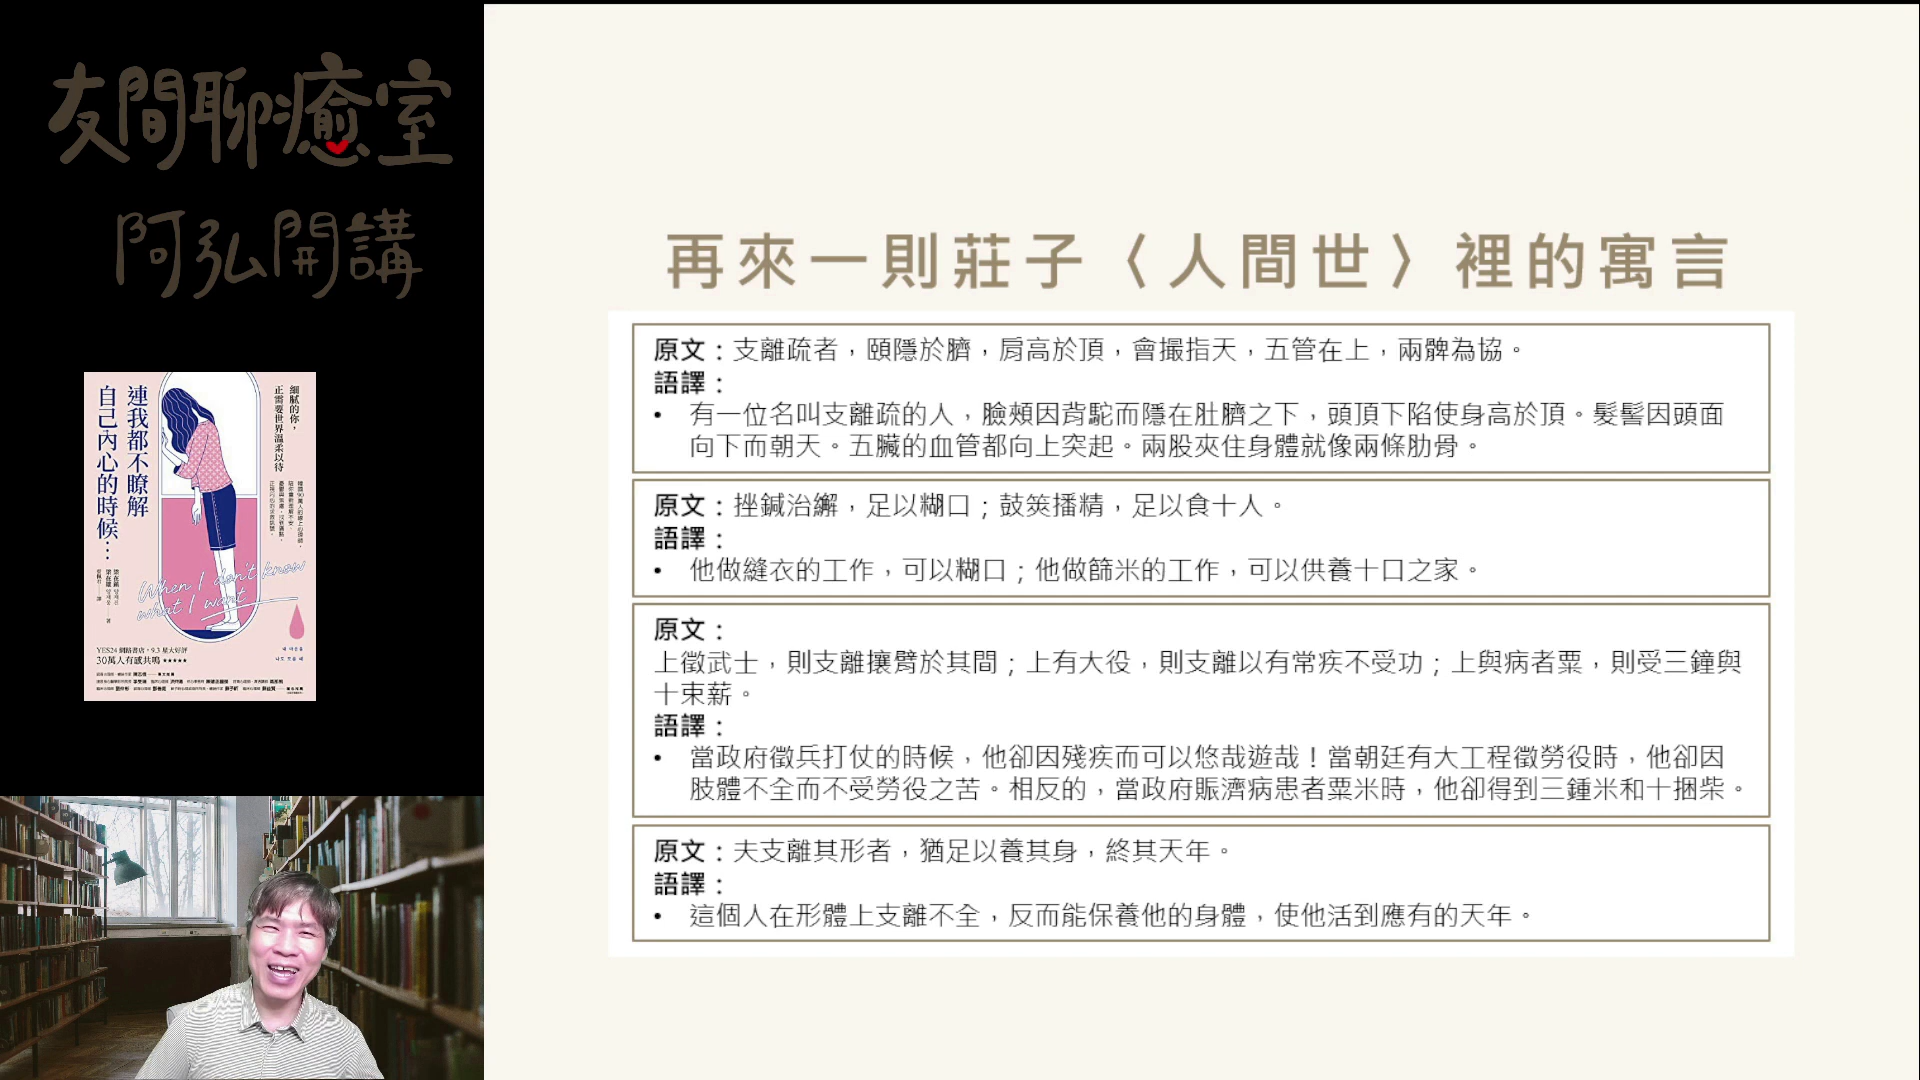 友間聊癒室
阿弘開講
細膩的你，
正需要世界溫柔以待
連我都不瞭解
自己內心的時候…
When I don't know
what I want
YES24 網路書店，9.3 星大好評
30萬人有感共鳴★★★★★
再來一則莊子〈人間世〉裡的寓言
原文：支離疏者，頤隱於臍，肩高於頂，會撮指天，五管在上，兩髀為協。
語譯：
• 有一位名叫支離疏的人，臉頰因背駝而隱在肚臍之下，頭頂下陷使身高於頂。髮髻因頭面
向下而朝天。五臟的血管都向上突起。兩股夾住身體就像兩條肋骨。
原文：挫鍼治繲，足以糊口；鼓筴播精，足以食十人。
語譯：
• 他做縫衣的工作，可以糊口；他做篩米的工作，可以供養十口之家。
原文：
上徵武士，則支離攘臂於其間；上有大役，則支離以有常疾不受功；上與病者粟，則受三鐘與
十束薪。
語譯：
• 當政府徵兵打仗的時候，他卻因殘疾而可以悠哉遊哉！當朝廷有大工程徵勞役時，他卻因
肢體不全而不受勞役之苦。相反的，當政府賑濟病患者粟米時，他卻得到三鍾米和十捆柴。
原文：夫支離其形者，猶足以養其身，終其天年。
語譯：
• 這個人在形體上支離不全，反而能保養他的身體，使他活到應有的天年。